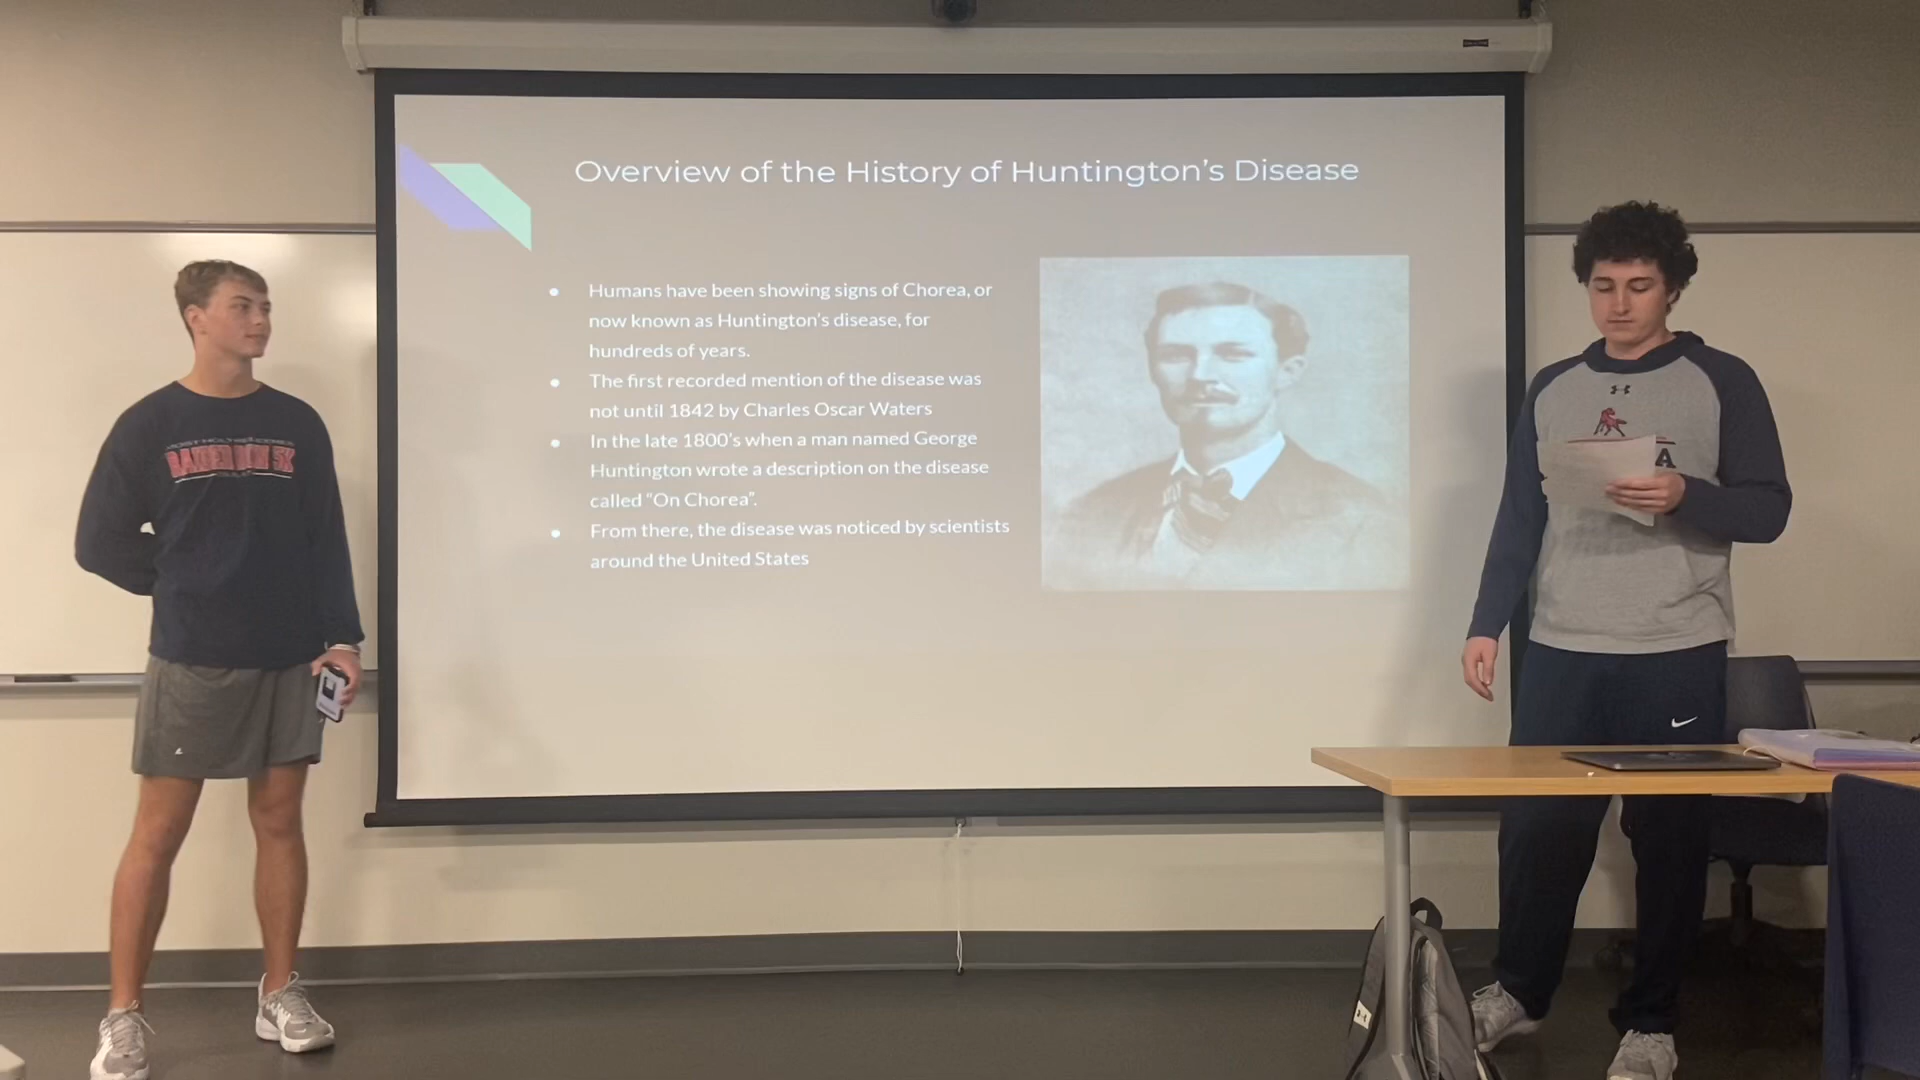 Overview of the History of Huntington's Disease
● Humans have been showing signs of Chorea, or
now known as Huntington's disease, for
hundreds of years.
● The first recorded mention of the disease was
not until 1842 by Charles Oscar Waters
● In the late 1800's when a man named George
Huntington wrote a description on the disease
called “On Chorea”.
● From there, the disease was noticed by scientists
around the United States
5K
A